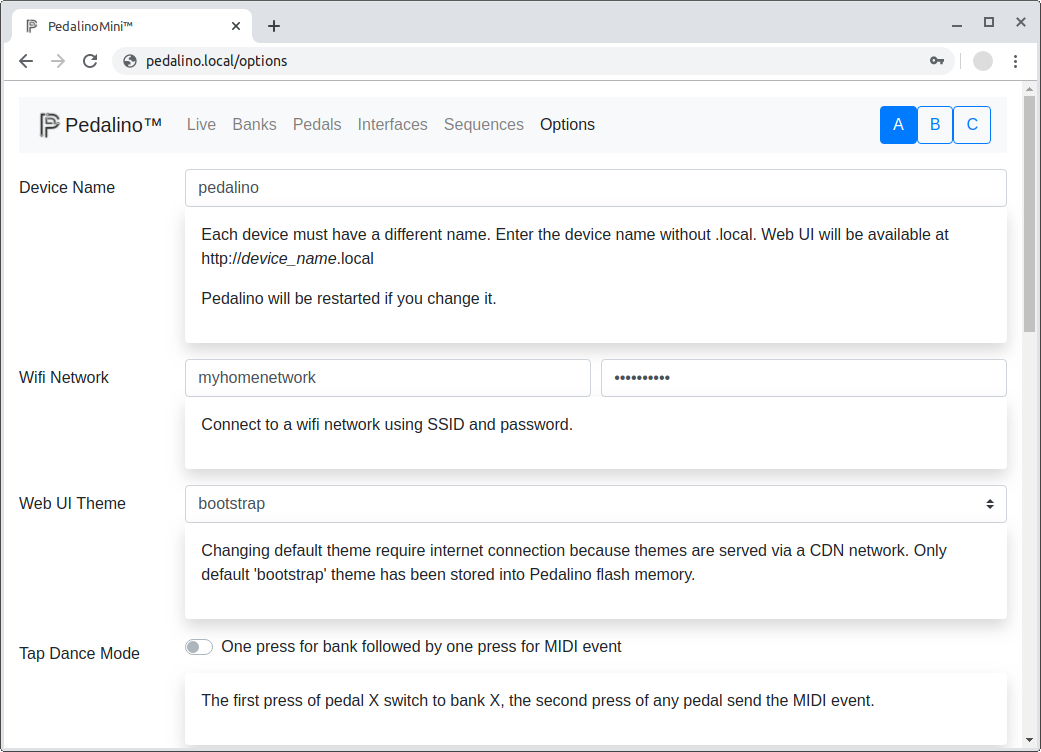 PedalinoMini™
pedalino.local/options
Pedalino™ Live Banks Pedals Interfaces Sequences Options A B C
Device Name
pedalino
Each device must have a different name. Enter the device name without .local. Web UI will be available at
http://device_name.local
Pedalino will be restarted if you change it.
Wifi Network
myhomenetwork
••••••••••
Connect to a wifi network using SSID and password.
Web UI Theme
bootstrap
Changing default theme require internet connection because themes are served via a CDN network. Only
default 'bootstrap' theme has been stored into Pedalino flash memory.
Tap Dance Mode
One press for bank followed by one press for MIDI event
The first press of pedal X switch to bank X, the second press of any pedal send the MIDI event.